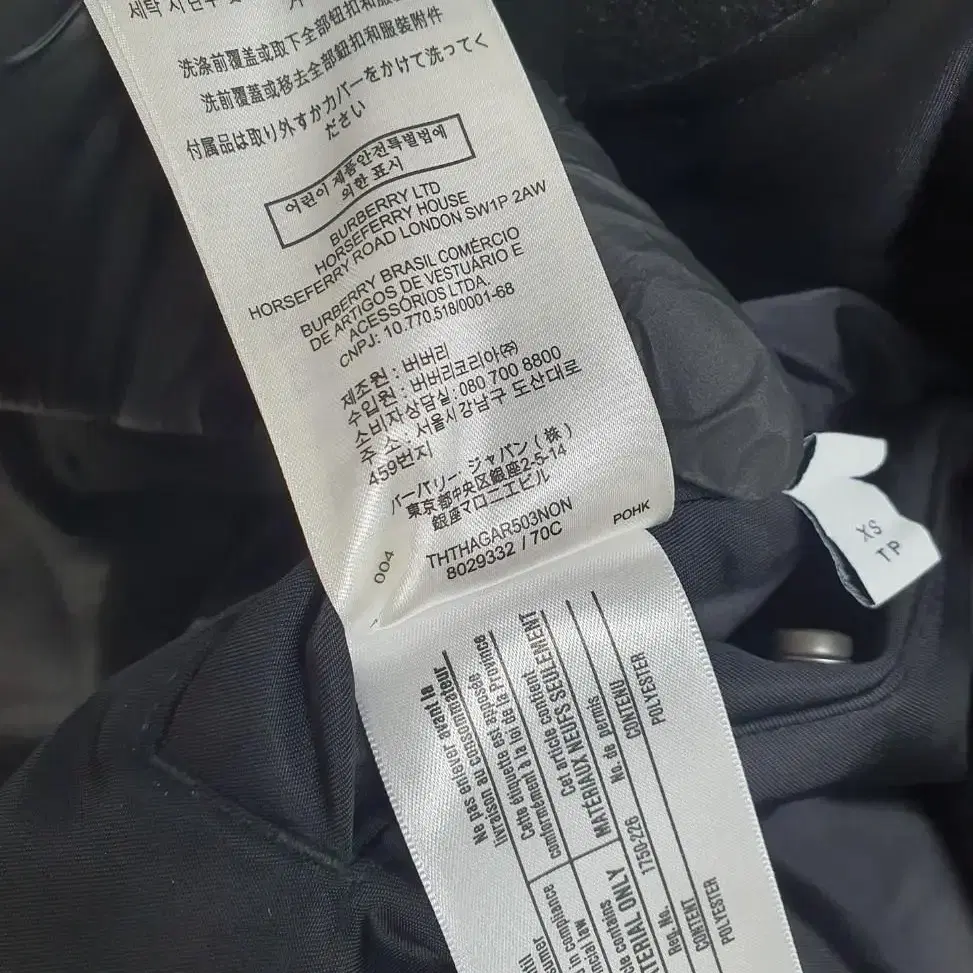 세탁 시
洗涤前覆盖或取下全部鈕扣和服裝
洗前覆蓋或移去全部鈕扣和服裝附件
付属品は取り外すかカバーをかけて洗ってく
ださい
어린이 제품안전특별법에
의한 표시
BURBERRY LTD
HORSEFERRY HOUSE
HORSEFERRY ROAD LONDON SW1P 2AW
BURBERRY BRASIL COMÉRCIO
DE ARTIGOS DE VESTUÁRIO E
ACESSÓRIOS LTDA.
CNPJ: 10.770.518/0001-68
제조원 : 버버리
수입원 : 버버리코리아㈜
소비자상담실: 080 700 8800
주 소 : 서울시 강남구 도산대로
459번지
バーバリー・ジャパン(株)
東京都中央区銀座2-5-14
銀座マロニエビル
THTHAGAR503NON
8029332 / 70C
POHK
004
XS
TP
Ne pas enlever avant la
livraison au consommateur
Cette étiquette est apposée
conformément à la loi de la Province
Cet article contient
MATÉRIAUX NEUFS SEULEMENT
No. de permis
CONTENU
POLYESTER
in compliance
MATERIAL ONLY
Reg. No. 1750-226
CONTENT
POLYESTER